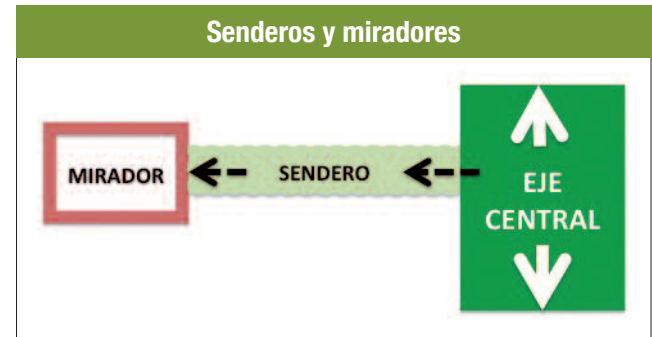 Senderos y miradores
MIRADOR
SENDERO
EJE
CENTRAL